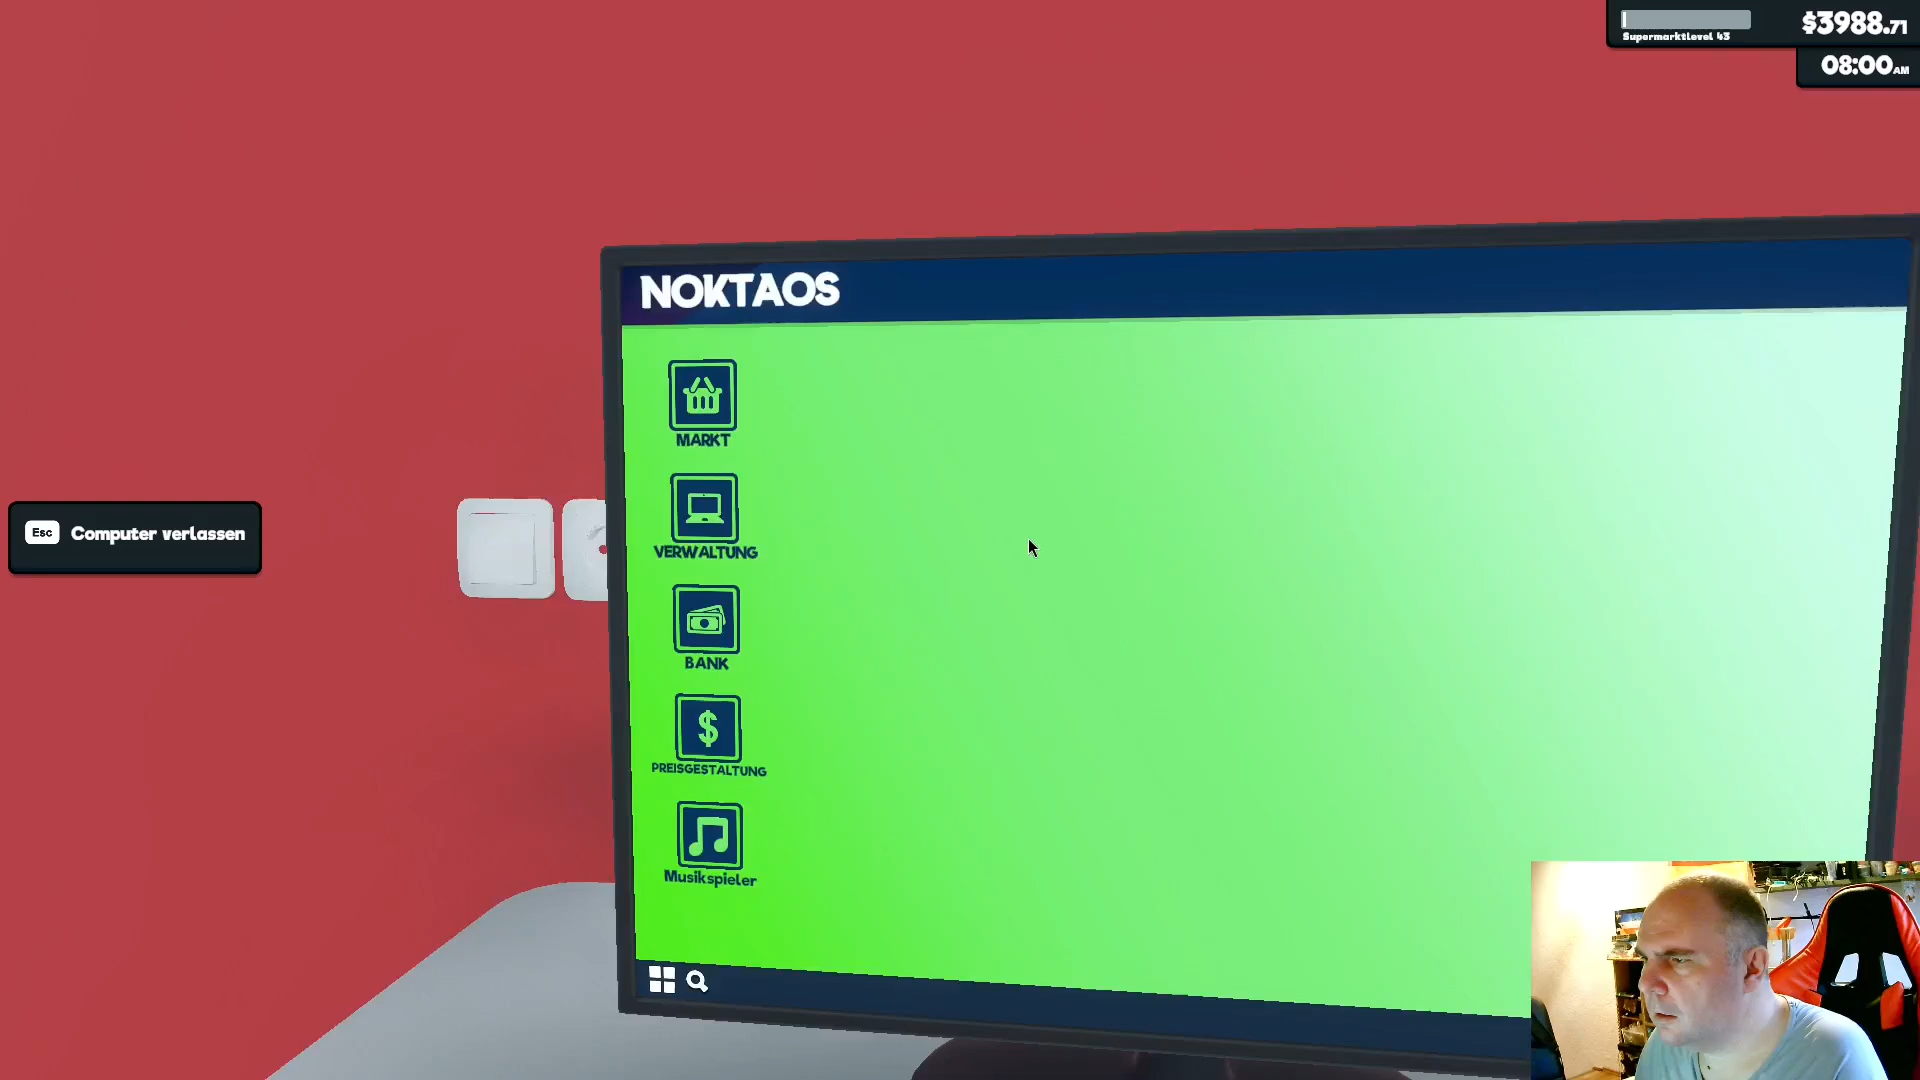 $3988.71
Supermarktlevel 43
08:00AM
NOKTAOS
MARKT
VERWALTUNG
BANK
$
PREISGESTALTUNG
Musikspieler
Esc Computer verlassen